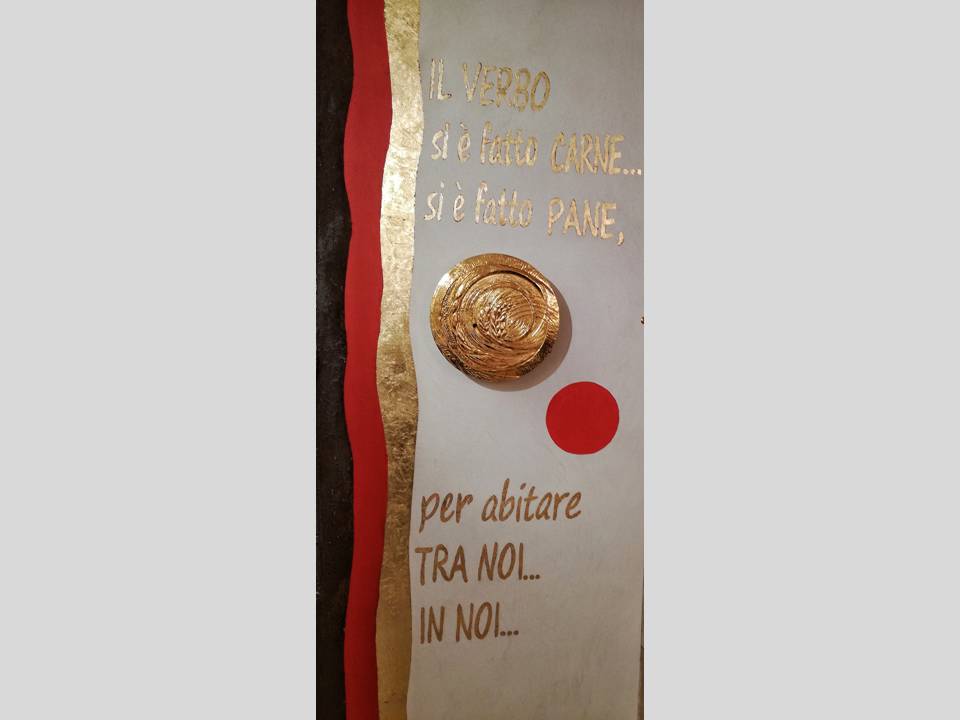 IL VERBO
si è fatto CARNE...
si è fatto PANE,
per abitare
TRA NOI...
IN NOI...